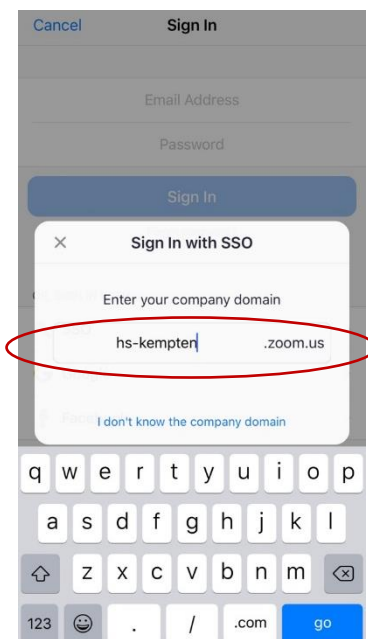 Cancel Sign In
Email Address
Password
Sign In
Sign In with SSO
Enter your company domain
hs-kempten .zoom.us
I don't know the company domain
q w e r t y u i o p
a s d f g h j k l
z x c v b n m
123 . / .com go